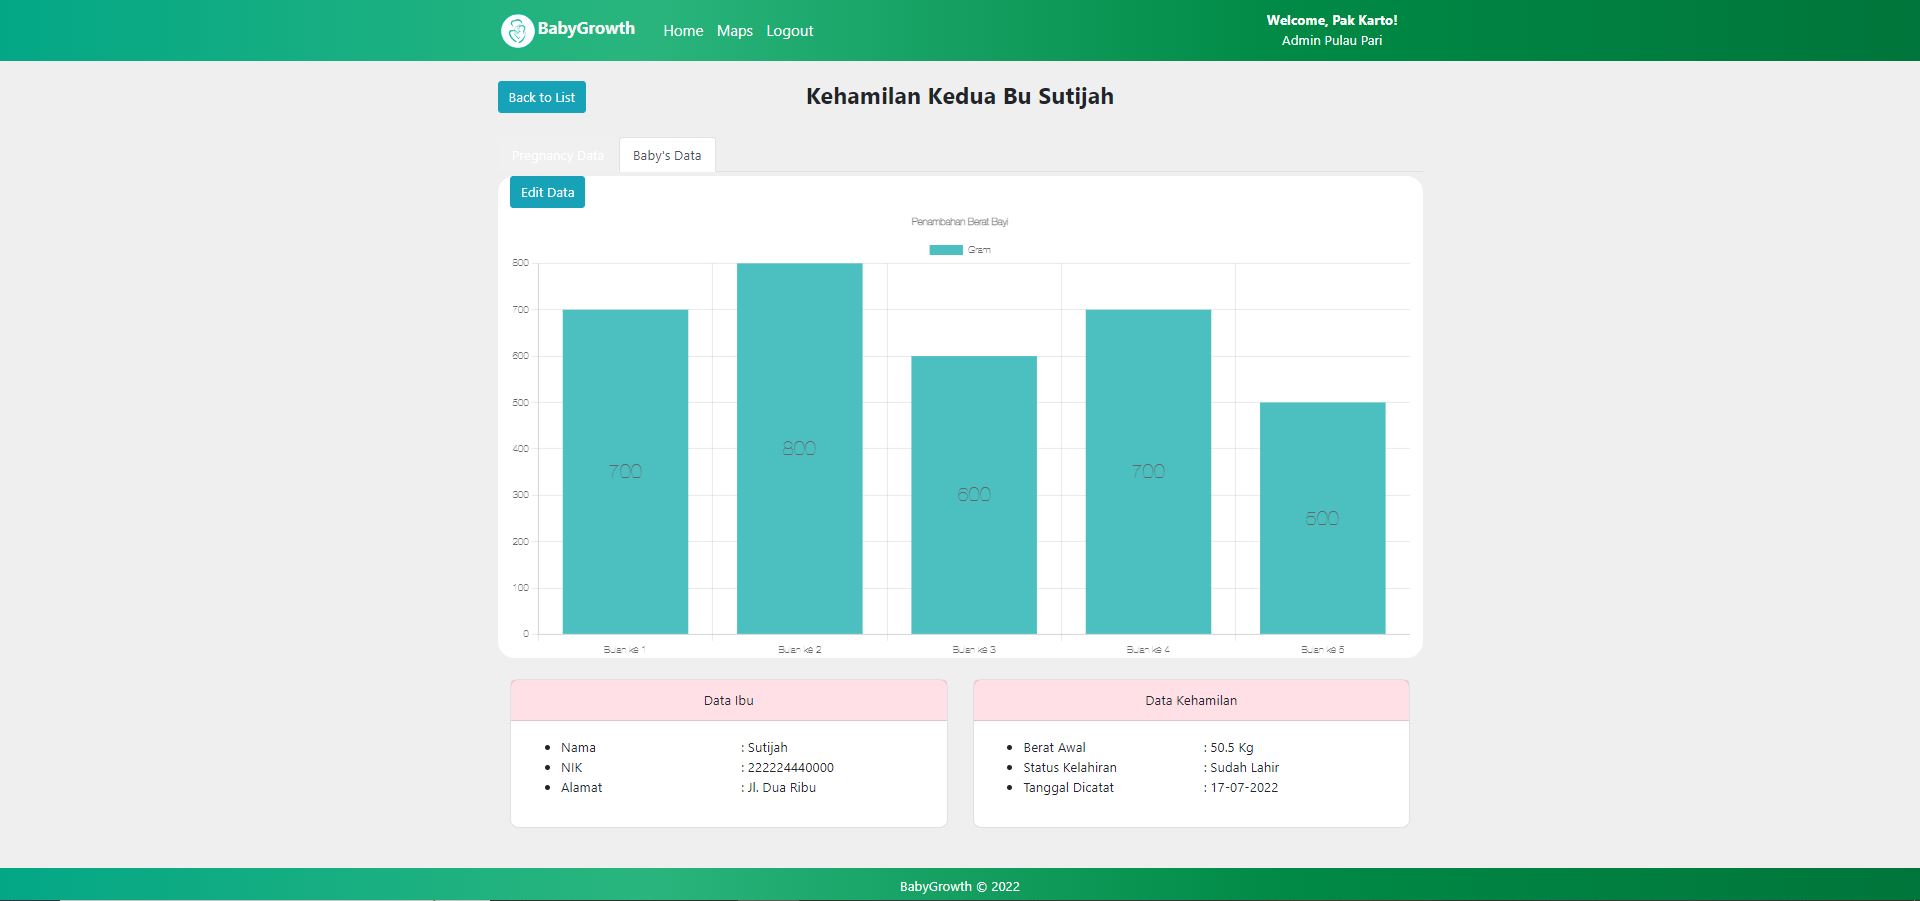 BabyGrowth Home Maps Logout
Welcome, Pak Karto!
Admin Pulau Pari
Back to List
Kehamilan Kedua Bu Sutijah
Pregnancy Data
Baby's Data
Edit Data
Penambahan Berat Bayi
Gram
800
700
600
500
400
300
200
100
0
700
800
600
700
500
Bulan ke 1
Bulan ke 2
Bulan ke 3
Bulan ke 4
Bulan ke 5
Data Ibu
Nama : Sutijah
NIK : 222224440000
Alamat : Jl. Dua Ribu
Data Kehamilan
Berat Awal : 50.5 Kg
Status Kelahiran : Sudah Lahir
Tanggal Dicatat : 17-07-2022
BabyGrowth © 2022